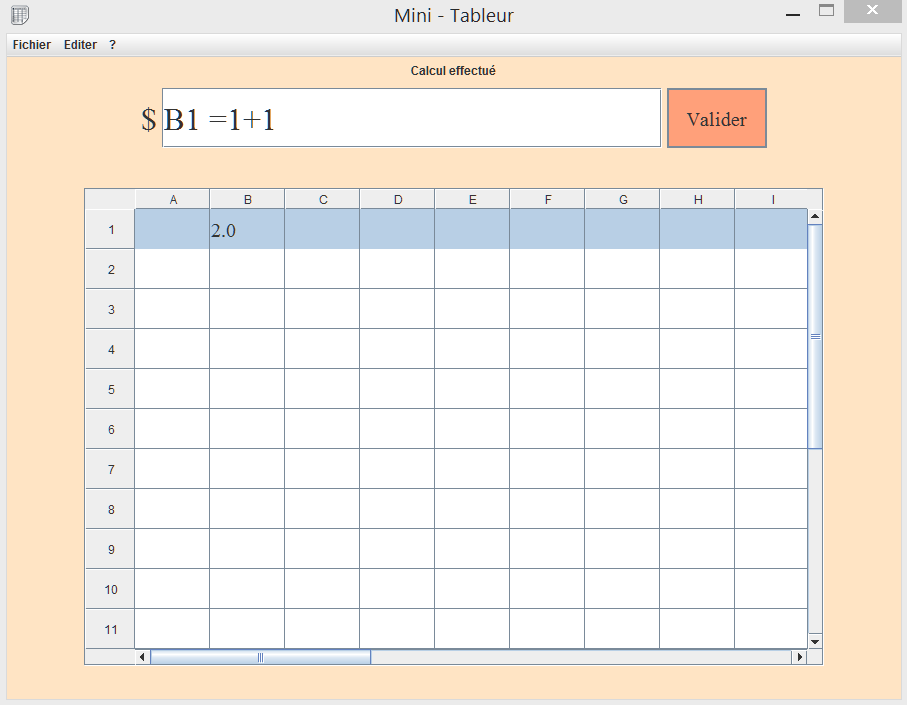 Mini - Tableur
Fichier Editer ?
Calcul effectué
$ B1 =1+1 Valider
A B C D E F G H I
1 2.0
2
3
4
5
6
7
8
9
10
11